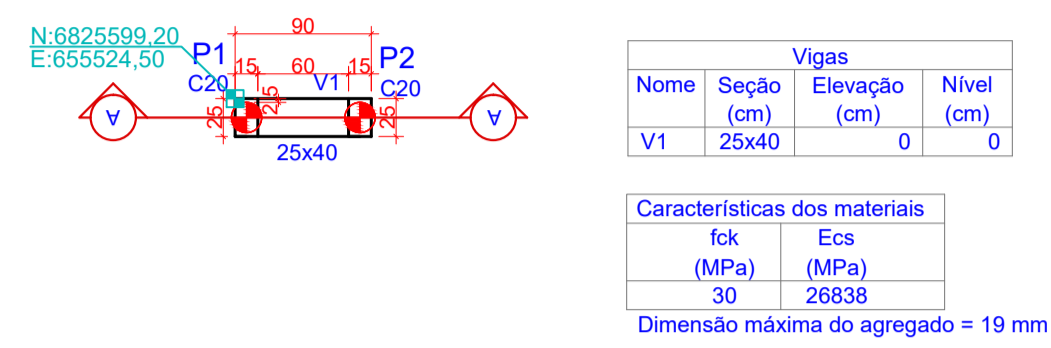 N:6825599,20
E:655524,50
90
P1
P2
15
60
15
C20
V1
C20
25
2,5
25
A
A
25x40
Vigas
Nome Seção (cm) Elevação (cm) Nível (cm)
V1 25x40 0 0
Características dos materiais
fck (MPa) Ecs (MPa)
30 26838
Dimensão máxima do agregado = 19 mm